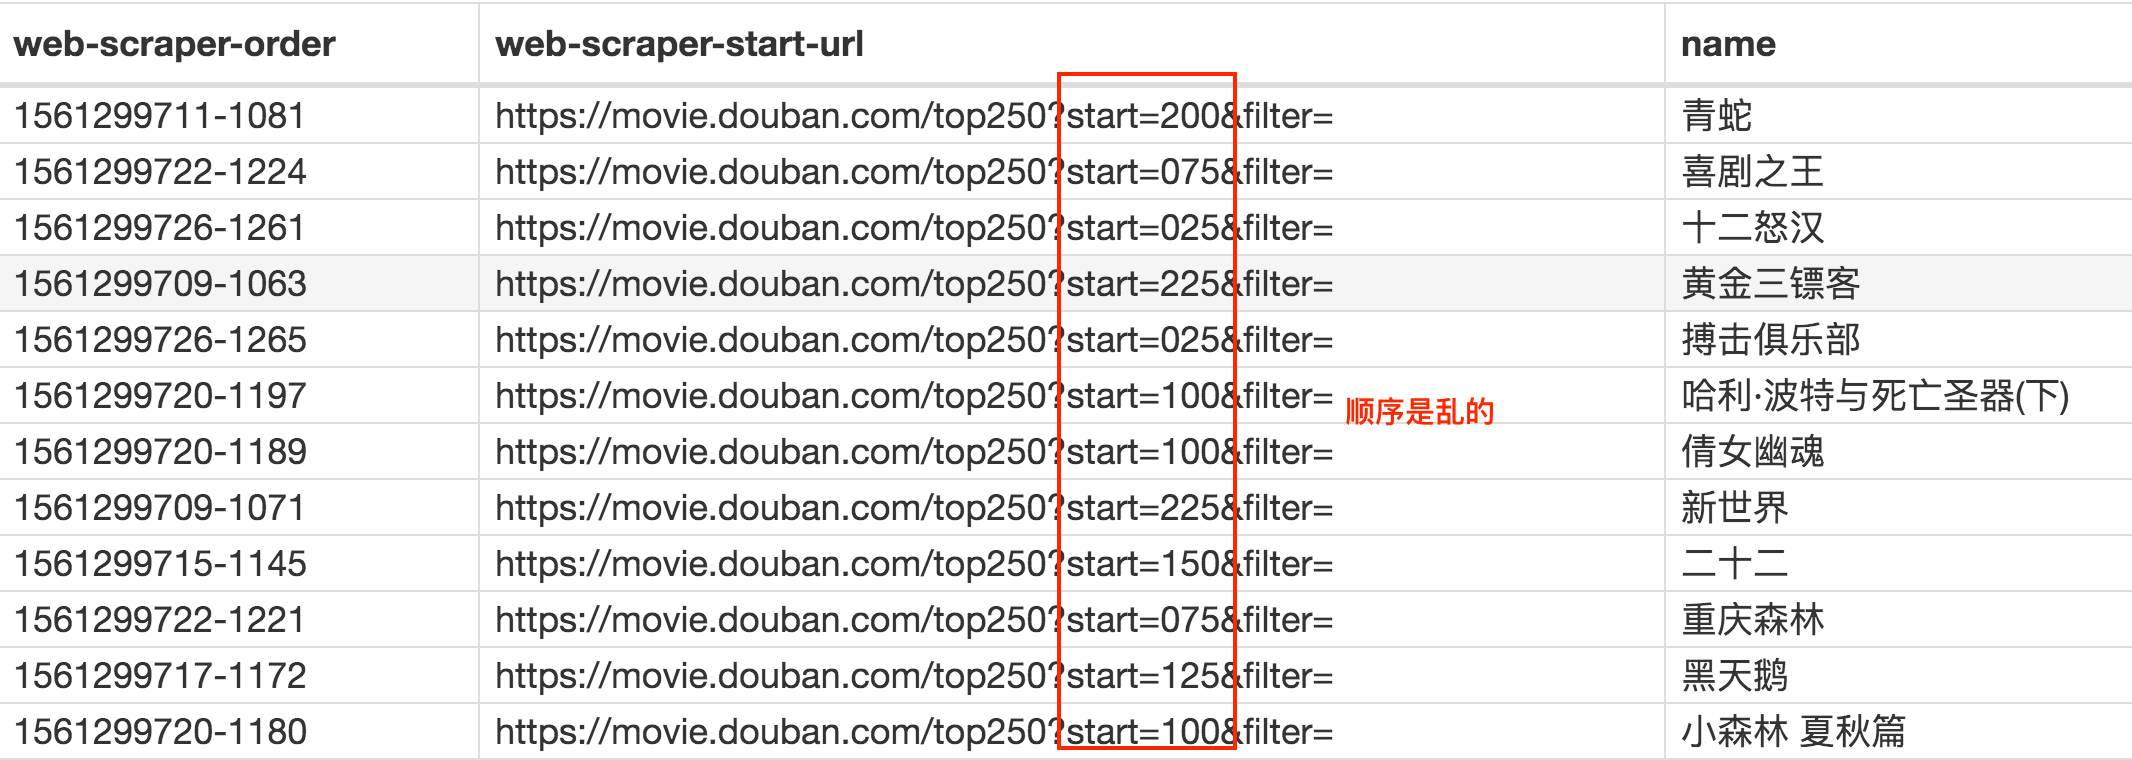 web-scraper-order web-scraper-start-url name
1561299711-1081 https://movie.douban.com/top250?start=200&filter= 青蛇
1561299722-1224 https://movie.douban.com/top250?start=075&filter= 喜剧之王
1561299726-1261 https://movie.douban.com/top250?start=025&filter= 十二怒汉
1561299709-1063 https://movie.douban.com/top250?start=225&filter= 黄金三镖客
1561299726-1265 https://movie.douban.com/top250?start=025&filter= 搏击俱乐部
1561299720-1197 https://movie.douban.com/top250?start=100&filter= 哈利·波特与死亡圣器(下)
顺序是乱的
1561299720-1189 https://movie.douban.com/top250?start=100&filter= 倩女幽魂
1561299709-1071 https://movie.douban.com/top250?start=225&filter= 新世界
1561299715-1145 https://movie.douban.com/top250?start=150&filter= 二十二
1561299722-1221 https://movie.douban.com/top250?start=075&filter= 重庆森林
1561299717-1172 https://movie.douban.com/top250?start=125&filter= 黑天鹅
1561299720-1180 https://movie.douban.com/top250?start=100&filter= 小森林 夏秋篇